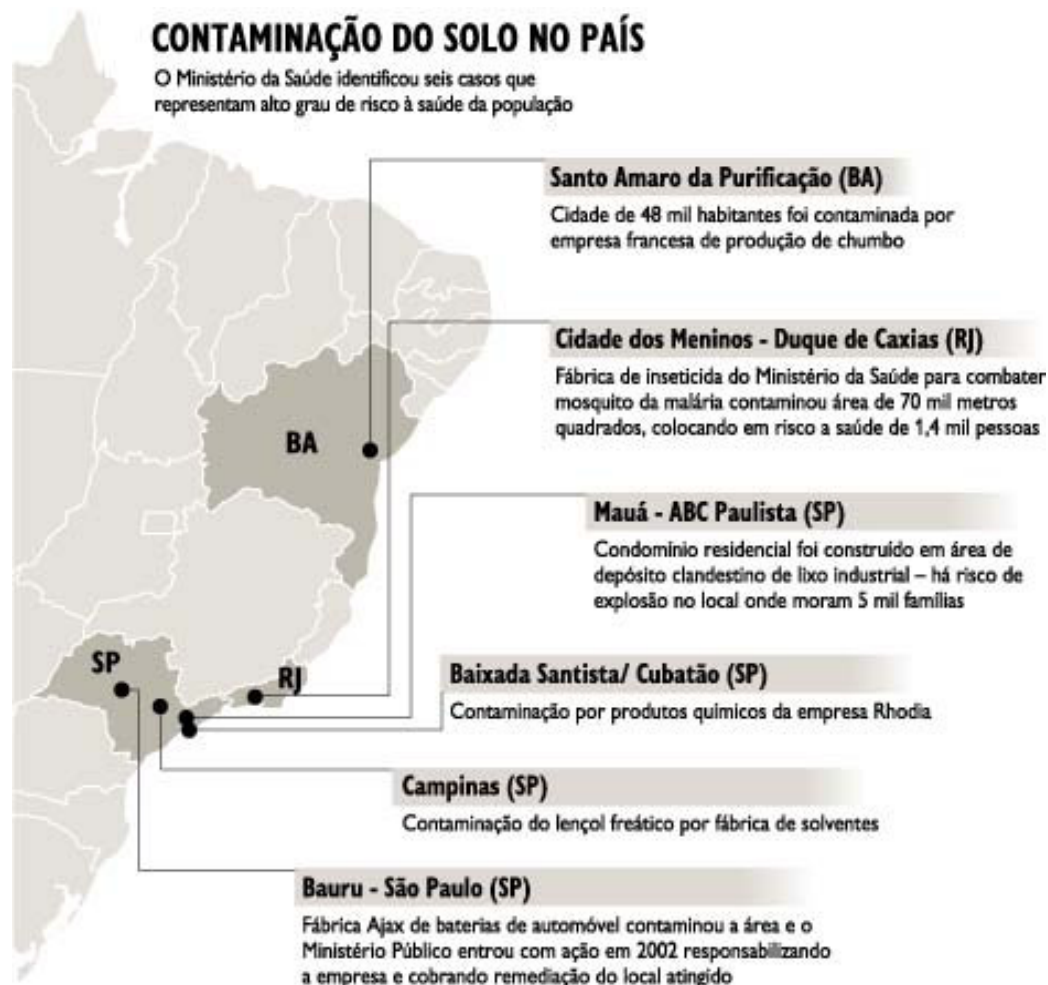 CONTAMINAÇÃO DO SOLO NO PAÍS
O Ministério da Saúde identificou seis casos que
representam alto grau de risco à saúde da população
Santo Amaro da Purificação (BA)
Cidade de 48 mil habitantes foi contaminada por
empresa francesa de produção de chumbo
Cidade dos Meninos - Duque de Caxias (RJ)
Fábrica de inseticida do Ministério da Saúde para combater
mosquito da malária contaminou área de 70 mil metros
quadrados, colocando em risco a saúde de 1,4 mil pessoas
BA
Mauá - ABC Paulista (SP)
Condomínio residencial foi construído em área de
depósito clandestino de lixo industrial – há risco de
explosão no local onde moram 5 mil famílias
SP
RJ
Baixada Santista/ Cubatão (SP)
Contaminação por produtos químicos da empresa Rhodia
Campinas (SP)
Contaminação do lençol freático por fábrica de solventes
Bauru - São Paulo (SP)
Fábrica Ajax de baterias de automóvel contaminou a área e o
Ministério Público entrou com ação em 2002 responsabilizando
a empresa e cobrando remediação do local atingido